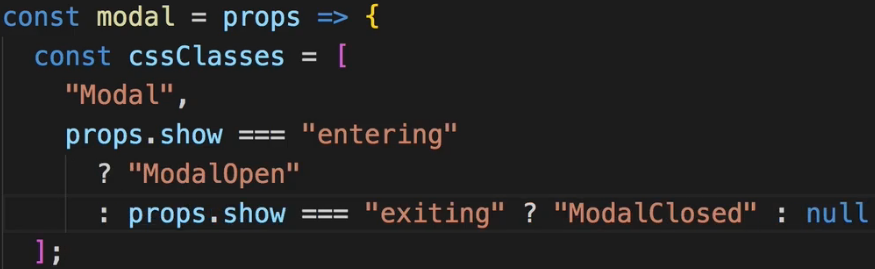 const modal = props => {
  const cssClasses = [
    "Modal",
    props.show === "entering"
      ? "ModalOpen"
      : props.show === "exiting" ? "ModalClosed" : null
  ];